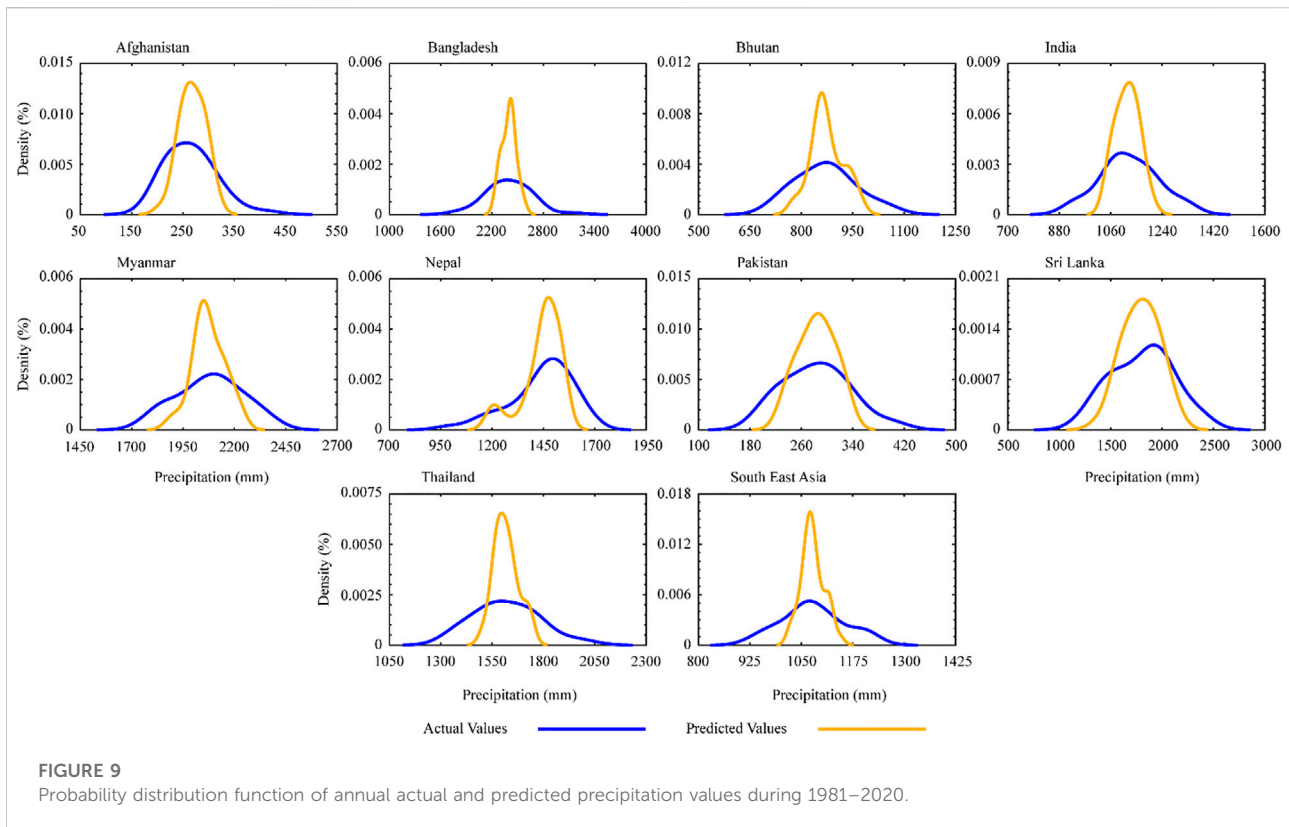 Afghanistan
Bangladesh
Bhutan
India
0.015
0.010
0.005
0
Density (%)
50 150 250 350 450 550
0.006
0.004
0.002
0
1000 1600 2200 2800 3400 4000
0.012
0.008
0.004
0
500 650 800 950 1100 1250
0.009
0.006
0.003
0
700 880 1060 1240 1420 1600
Myanmar
Nepal
Pakistan
Sri Lanka
0.006
0.004
0.002
0
Desnity (%)
1450 1700 1950 2200 2450 2700
Precipitation (mm)
0.006
0.004
0.002
0
700 950 1200 1450 1700 1950
0.015
0.010
0.005
0
100 180 260 340 420 500
0.0021
0.0014
0.0007
0
500 1000 1500 2000 2500 3000
Precipitation (mm)
Thailand
South East Asia
0.0075
0.0050
0.0025
0
Density (%)
1050 1300 1550 1800 2050 2300
Precipitation (mm)
0.018
0.012
0.006
0
800 925 1050 1175 1300 1425
Precipitation (mm)
Actual Values Predicted Values
FIGURE 9
Probability distribution function of annual actual and predicted precipitation values during 1981–2020.